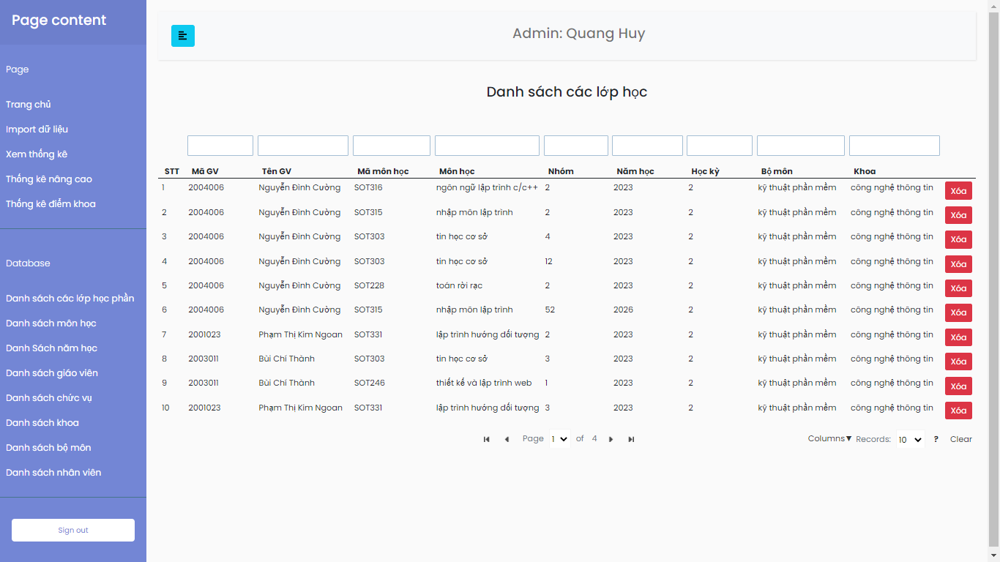 Page content
Page
Trang chủ
Import dữ liệu
Xem thống kê
Thống kê nâng cao
Thống kê điểm khoa
Database
Danh sách các lớp học phần
Danh sách môn học
Danh Sách năm học
Danh sách giáo viên
Danh sách chức vụ
Danh sách khoa
Danh sách bộ môn
Danh sách nhân viên
Sign out
Admin: Quang Huy
Danh sách các lớp học
STT Mã GV Tên GV Mã môn học Môn học Nhóm Năm học Học kỳ Bộ môn Khoa
1 2004006 Nguyễn Đình Cường SOT316 ngôn ngữ lập trình c/c++ 2 2023 2 kỹ thuật phần mềm công nghệ thông tin Xóa
2 2004006 Nguyễn Đình Cường SOT315 nhập môn lập trình 2 2023 2 kỹ thuật phần mềm công nghệ thông tin Xóa
3 2004006 Nguyễn Đình Cường SOT303 tin học cơ sở 4 2023 2 kỹ thuật phần mềm công nghệ thông tin Xóa
4 2004006 Nguyễn Đình Cường SOT303 tin học cơ sở 12 2023 2 kỹ thuật phần mềm công nghệ thông tin Xóa
5 2004006 Nguyễn Đình Cường SOT228 toán rời rạc 2 2023 2 kỹ thuật phần mềm công nghệ thông tin Xóa
6 2004006 Nguyễn Đình Cường SOT315 nhập môn lập trình 52 2026 2 kỹ thuật phần mềm công nghệ thông tin Xóa
7 2001023 Phạm Thị Kim Ngoan SOT331 lập trình hướng đối tượng 2 2023 2 kỹ thuật phần mềm công nghệ thông tin Xóa
8 2003011 Bùi Chí Thành SOT303 tin học cơ sở 3 2023 2 kỹ thuật phần mềm công nghệ thông tin Xóa
9 2003011 Bùi Chí Thành SOT246 thiết kế và lập trình web 1 2023 2 kỹ thuật phần mềm công nghệ thông tin Xóa
10 2001023 Phạm Thị Kim Ngoan SOT331 lập trình hướng đối tượng 3 2023 2 kỹ thuật phần mềm công nghệ thông tin Xóa
Page 1 of 4 Columns▼ Records: 10 ? Clear